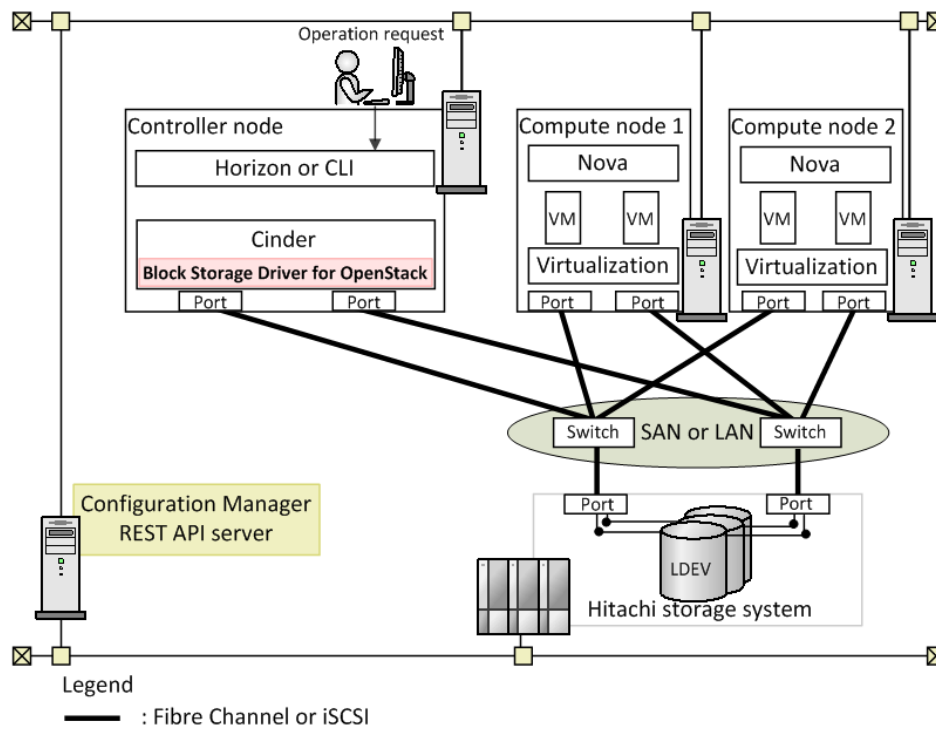 Operation request
Controller node
Horizon or CLI
Cinder
Block Storage Driver for OpenStack
Port
Port
Compute node 1
Nova
VM
VM
Virtualization
Port
Port
Compute node 2
Nova
VM
VM
Virtualization
Port
Port
Switch
SAN or LAN
Switch
Configuration Manager
REST API server
Port
Port
LDEV
Hitachi storage system
Legend
: Fibre Channel or iSCSI